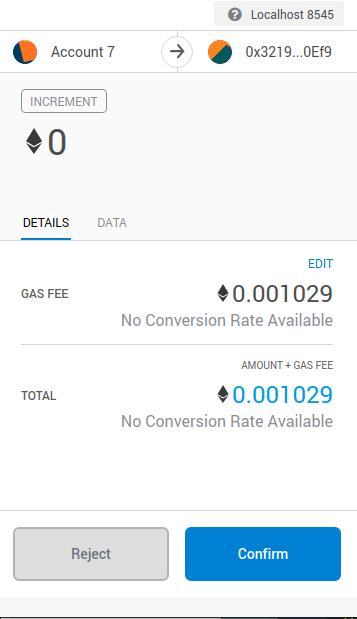 Localhost 8545
Account 7
0x3219...0Ef9
INCREMENT
0
DETAILS DATA
EDIT
GAS FEE 0.001029
No Conversion Rate Available
AMOUNT + GAS FEE
TOTAL 0.001029
No Conversion Rate Available
Reject Confirm